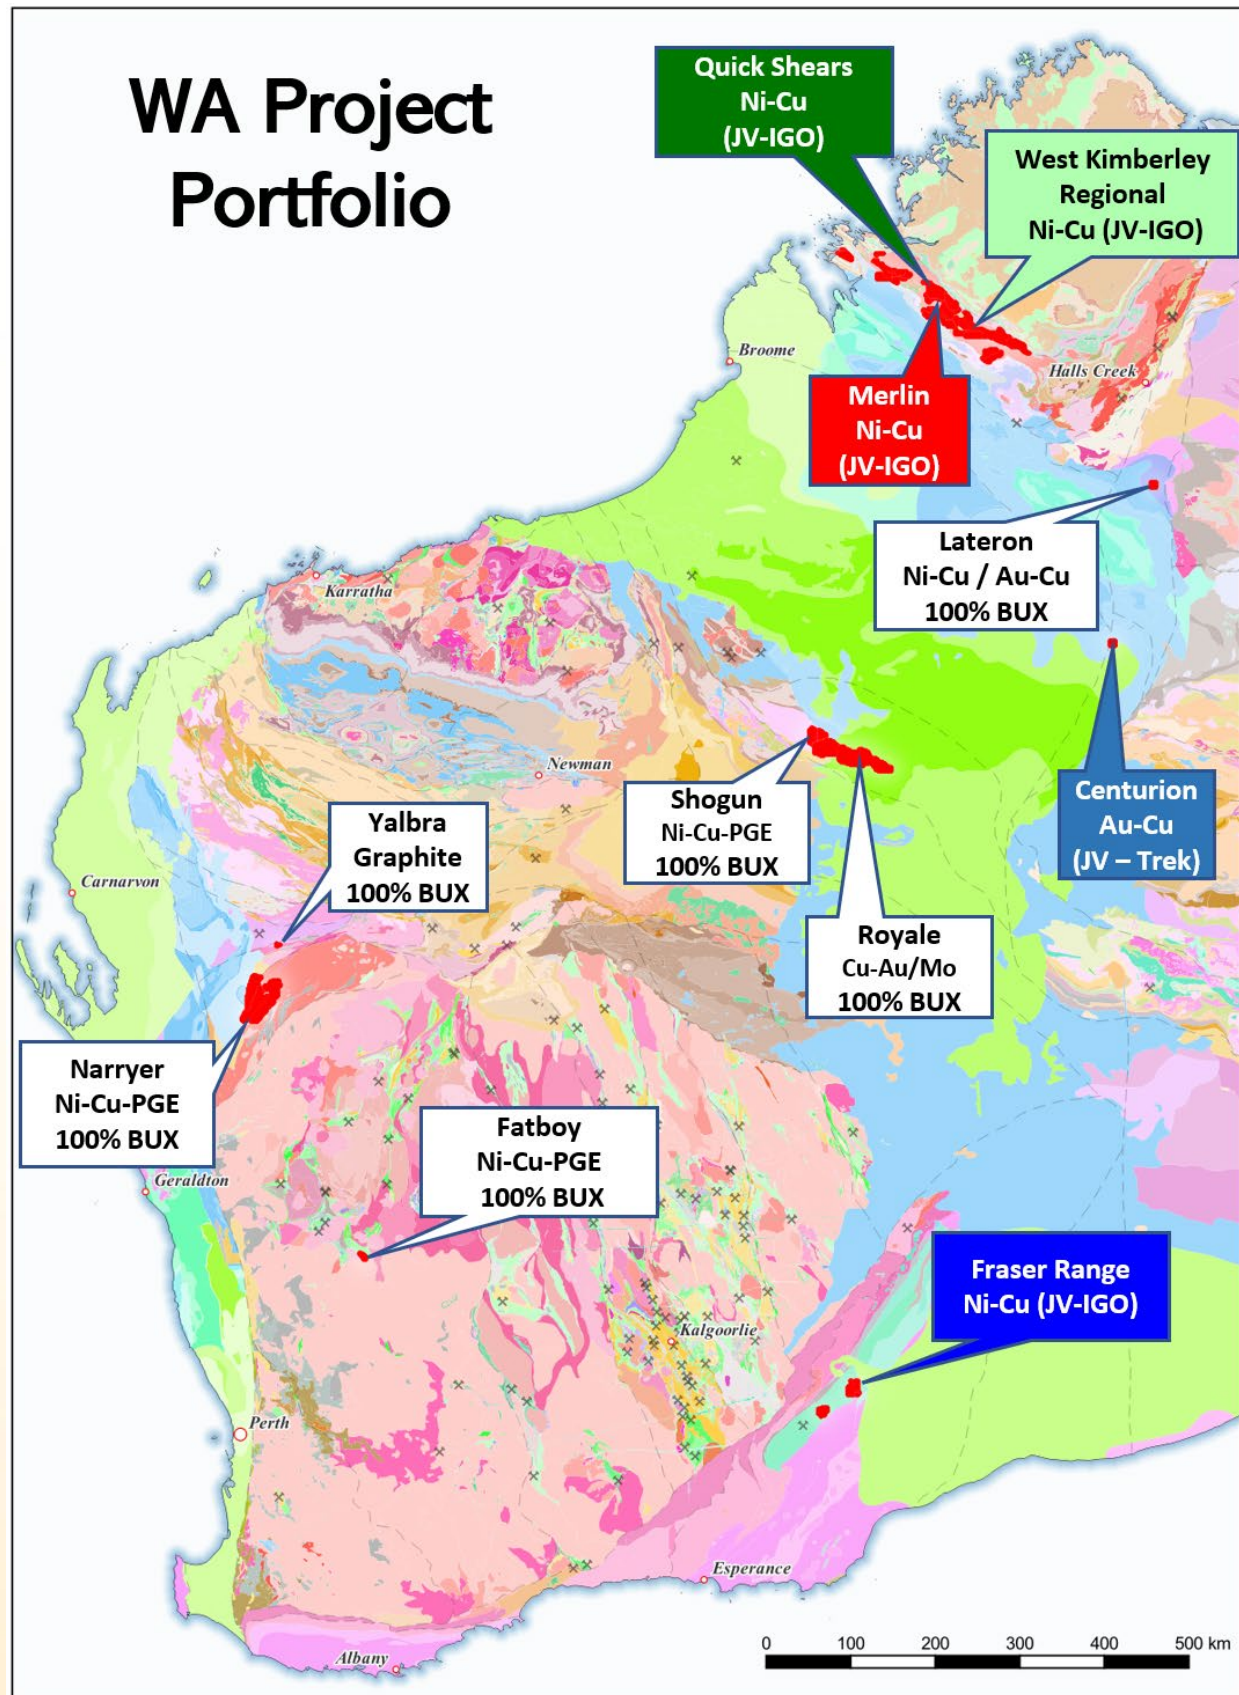 WA Project
Portfolio
Quick Shears
Ni-Cu
(JV-IGO)
West Kimberley
Regional
Ni-Cu (JV-IGO)
Broome
Halls Creek
Merlin
Ni-Cu
(JV-IGO)
Lateron
Ni-Cu / Au-Cu
100% BUX
Karratha
Newman
Shogun
Ni-Cu-PGE
100% BUX
Centurion
Au-Cu
(JV – Trek)
Yalbra
Graphite
100% BUX
Carnarvon
Royale
Cu-Au/Mo
100% BUX
Narryer
Ni-Cu-PGE
100% BUX
Fatboy
Ni-Cu-PGE
100% BUX
Geraldton
Fraser Range
Ni-Cu (JV-IGO)
Kalgoorlie
Perth
Esperance
Albany
0 100 200 300 400 500 km